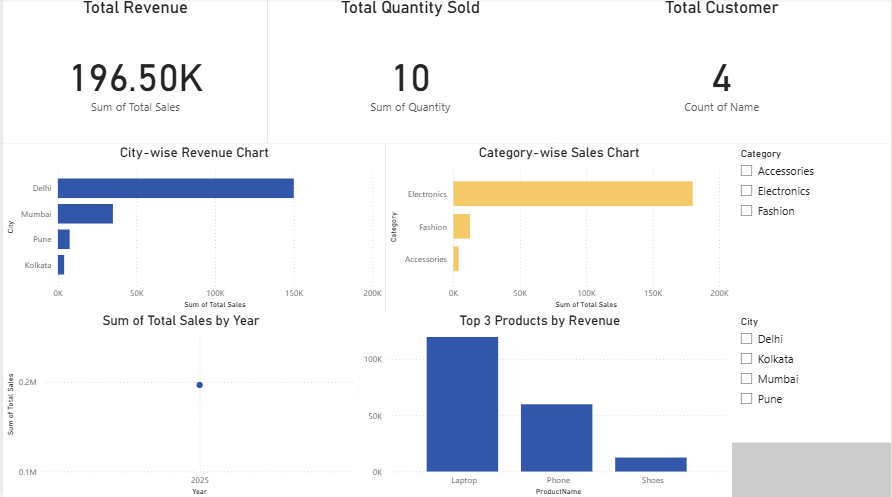 Total Revenue
196.50K
Sum of Total Sales
Total Quantity Sold
10
Sum of Quantity
Total Customer
4
Count of Name
City-wise Revenue Chart
City
Delhi
Mumbai
Pune
Kolkata
0K 50K 100K 150K 200K
Sum of Total Sales
Category-wise Sales Chart
Category
Electronics
Fashion
Accessories
0K 50K 100K 150K 200K
Sum of Total Sales
Category
Accessories
Electronics
Fashion
Sum of Total Sales by Year
Sum of Total Sales
0.2M
0.1M
2025
Year
Top 3 Products by Revenue
100K
50K
0K
Laptop Phone Shoes
ProductName
City
Delhi
Kolkata
Mumbai
Pune